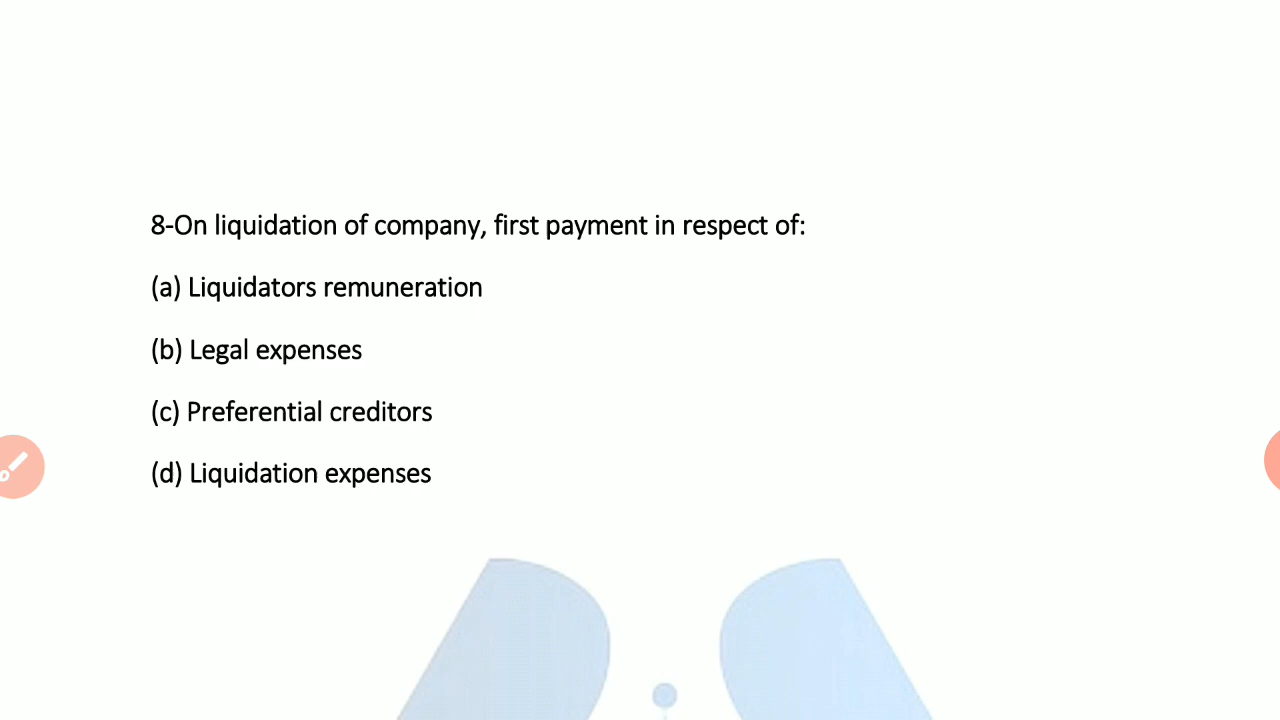 8-On liquidation of company, first payment in respect of:
(a) Liquidators remuneration
(b) Legal expenses
(c) Preferential creditors
(d) Liquidation expenses